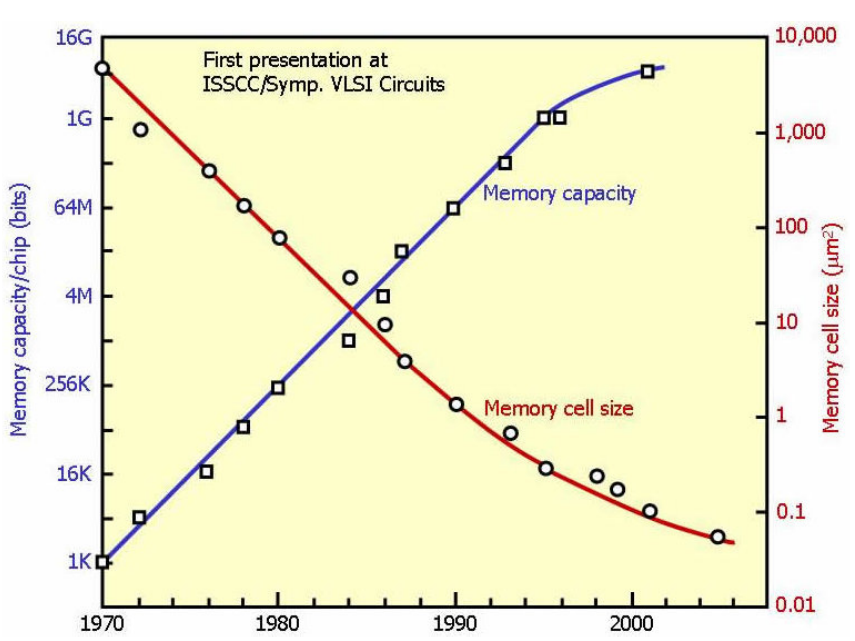 First presentation at
ISSCC/Symp. VLSI Circuits
Memory capacity/chip (bits)
16G
1G
64M
4M
256K
16K
1K
Memory capacity
Memory cell size
10,000
1,000
100
10
1
0.1
0.01
Memory cell size (μm²)
1970
1980
1990
2000